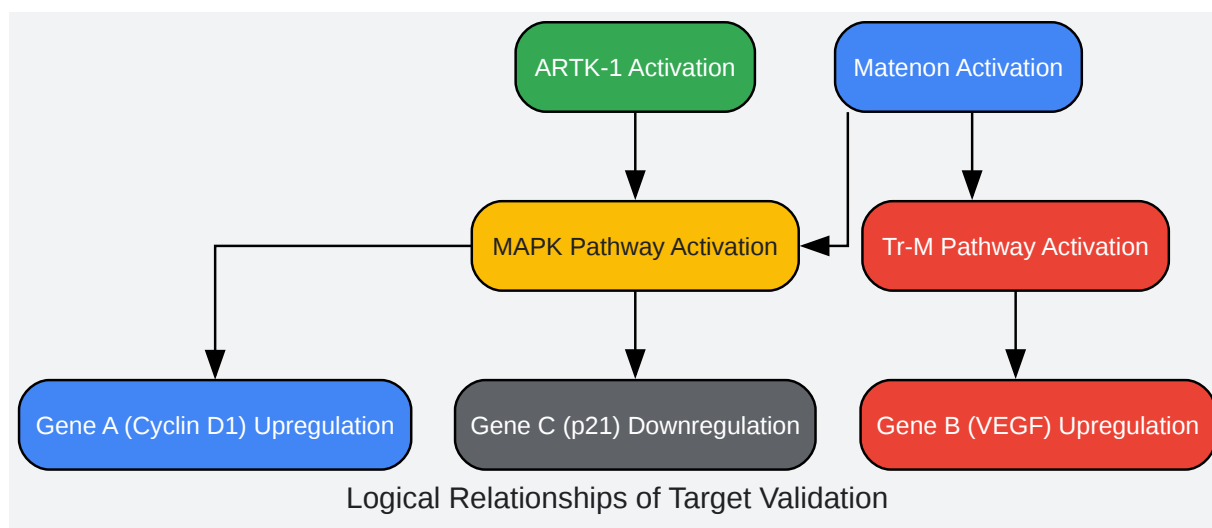 ARTK-1 Activation
Matenon Activation
MAPK Pathway Activation
Tr-M Pathway Activation
Gene A (Cyclin D1) Upregulation
Gene C (p21) Downregulation
Gene B (VEGF) Upregulation
Logical Relationships of Target Validation